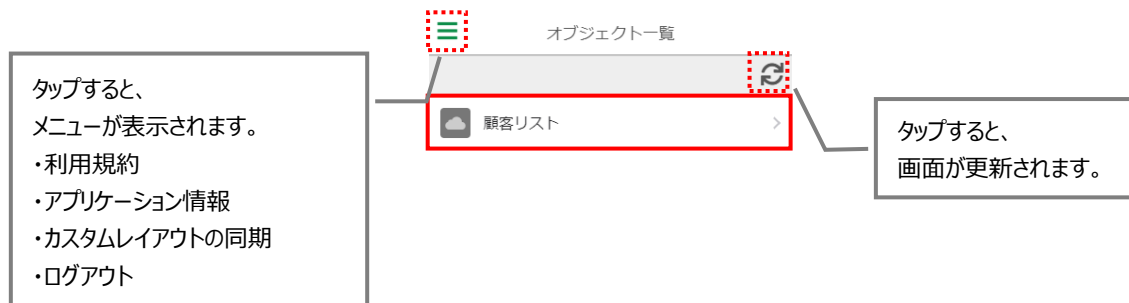 オブジェクト一覧
タップすると、
メニューが表示されます。
・利用規約
・アプリケーション情報
・カスタムレイアウトの同期
・ログアウト
顧客リスト
タップすると、
画面が更新されます。